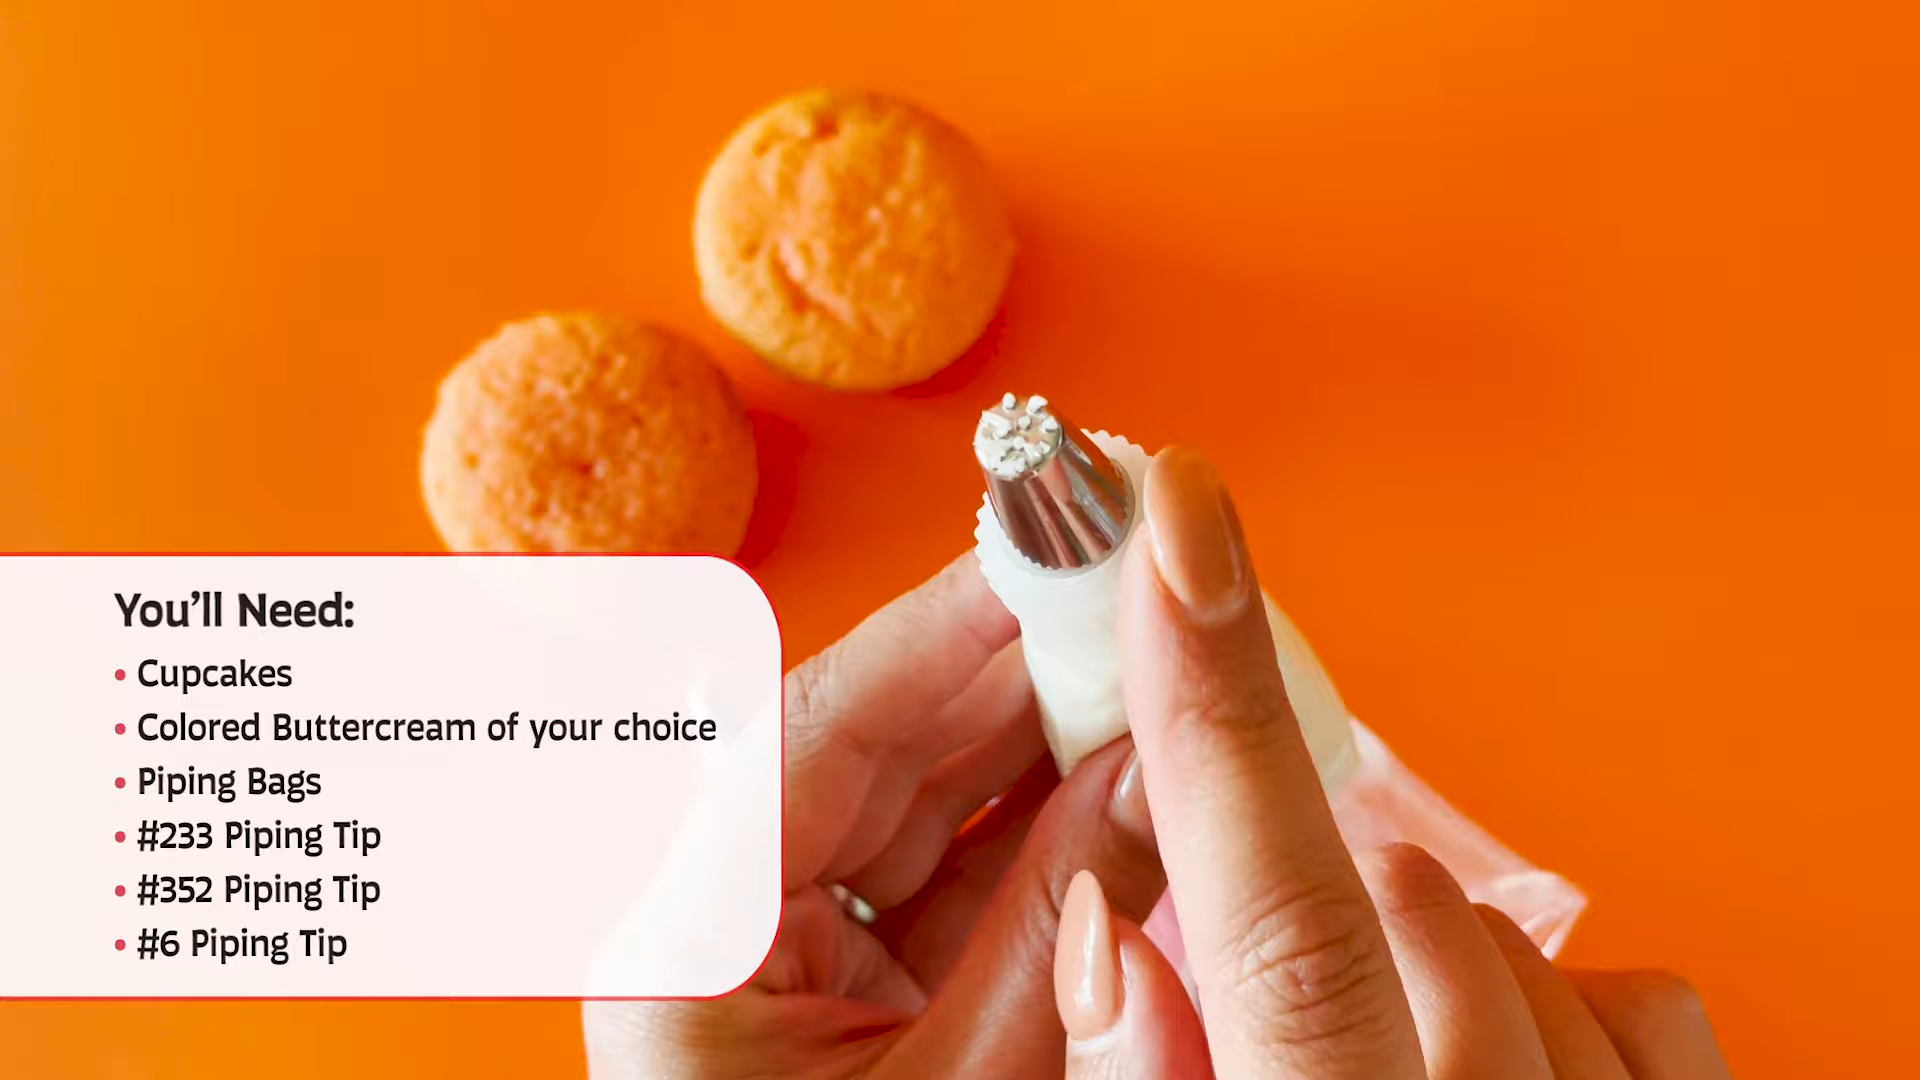 You’ll Need:
• Cupcakes
• Colored Buttercream of your choice
• Piping Bags
• #233 Piping Tip
• #352 Piping Tip
• #6 Piping Tip